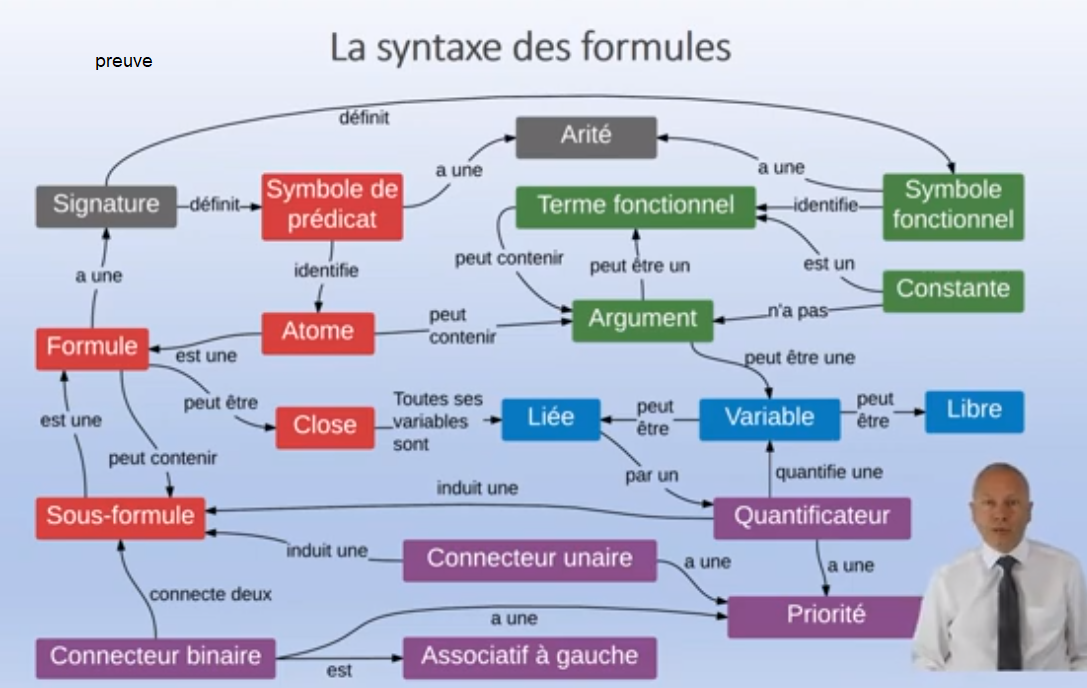 La syntaxe des formules
preuve
définit
Arité
a une
a une
Signature
définit
Symbole de
prédicat
Terme fonctionnel
identifie
Symbole
fonctionnel
peut contenir
peut être un
est un
a une
identifie
Constante
n'a pas
Formule
est une
Atome
peut
contenir
Argument
peut être une
peut être
Close
Toutes ses
variables
sont
Liée
peut
être
Variable
peut
être
Libre
est une
peut contenir
par un
quantifie une
induit une
Sous-formule
Quantificateur
induit une
Connecteur unaire
a une
a une
connecte deux
a une
Priorité
Connecteur binaire
est
Associatif à gauche